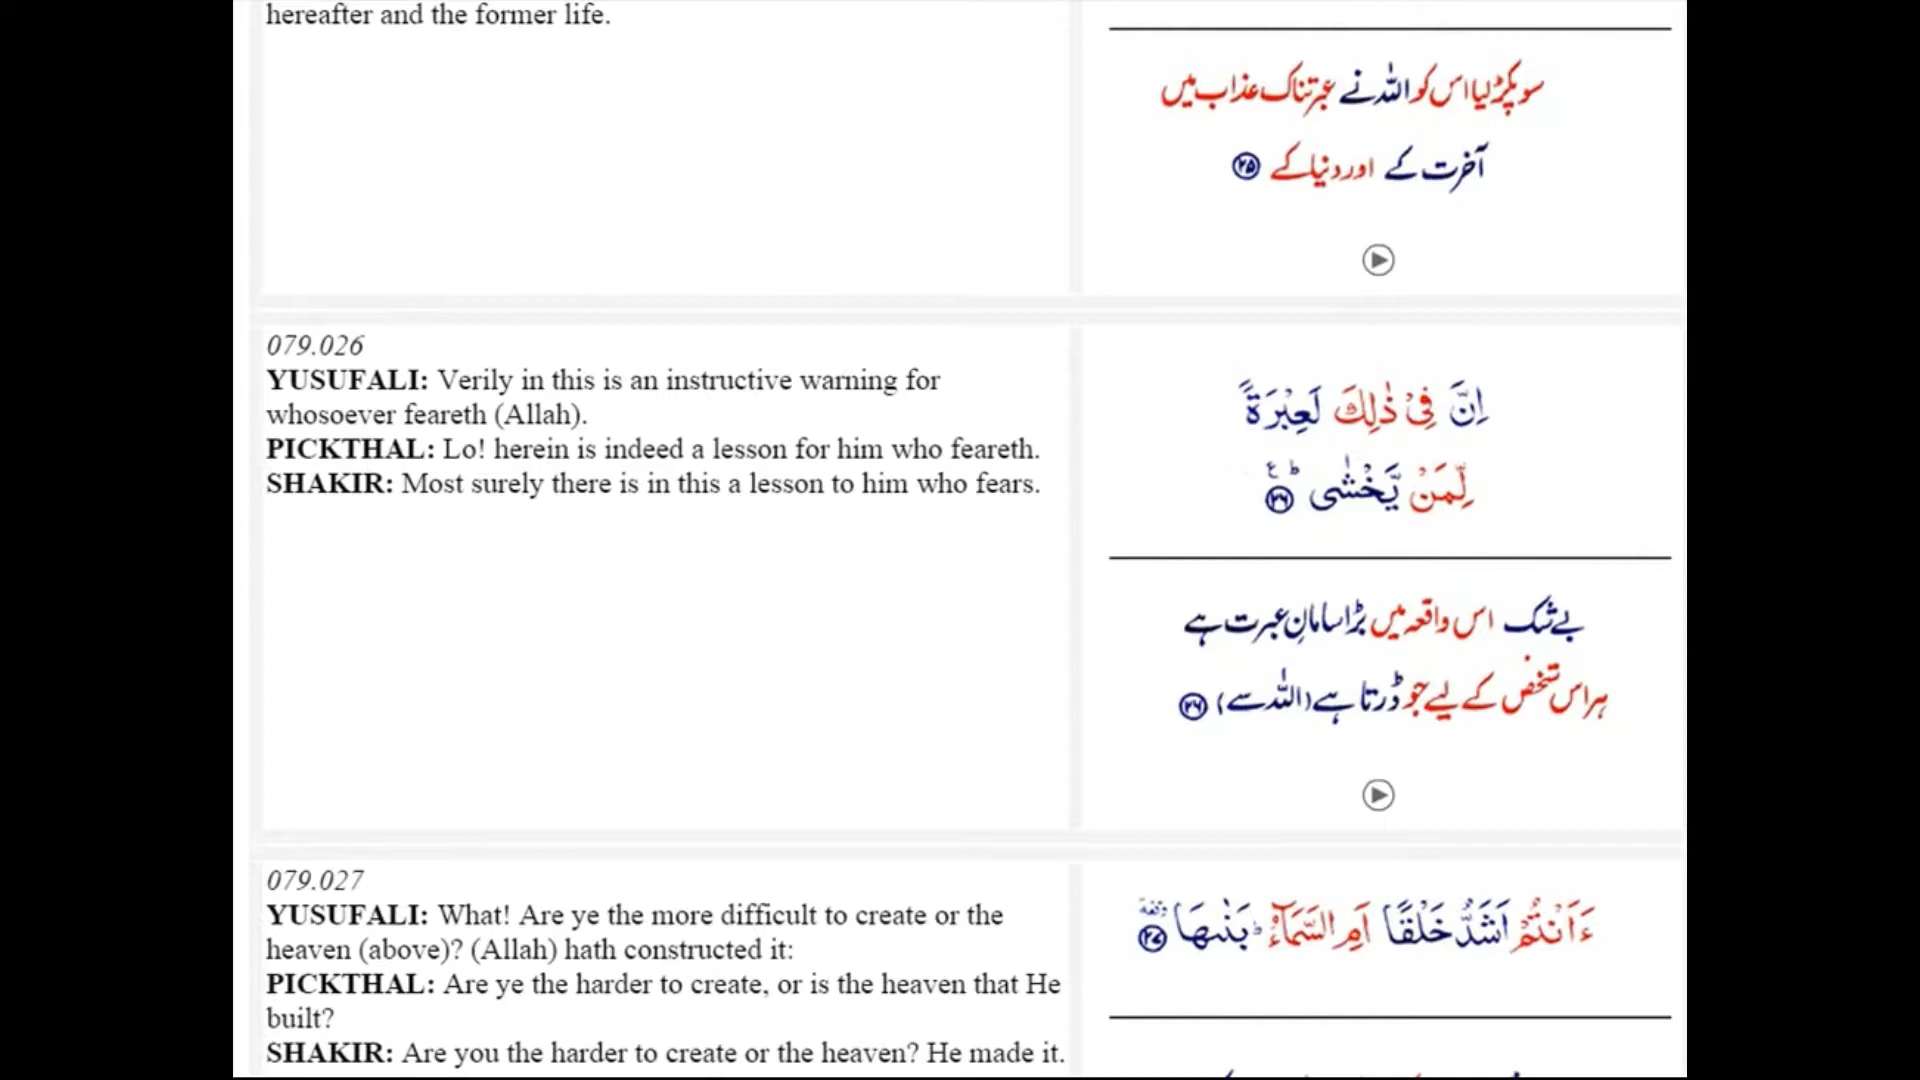 hereafter and the former life.
سو پکڑ لیا اس کو اللہ نے عبرتناک عذاب میں
آخرت کے اور دنیا کے ۲۵
079.026
YUSUFALI: Verily in this is an instructive warning for
whosoever feareth (Allah).
PICKTHAL: Lo! herein is indeed a lesson for him who feareth.
SHAKIR: Most surely there is in this a lesson to him who fears.
اِنَّ فِیْ ذٰلِكَ لَعِبْرَةً
لِّمَنْ یَّخْشٰی ؕ ع ۲۶
بے شک اس واقعہ میں بڑا سامانِ عبرت ہے
ہر اس شخص کے لیے جو ڈرتا ہے (اللہ سے) ۲۶
079.027
YUSUFALI: What! Are ye the more difficult to create or the
heaven (above)? (Allah) hath constructed it:
PICKTHAL: Are ye the harder to create, or is the heaven that He
built?
SHAKIR: Are you the harder to create or the heaven? He made it.
ءَاَنْتُمْ اَشَدُّ خَلْقًا اَمِ السَّمَآءُ ؕ بَنٰىهَا وقفة ۲۷